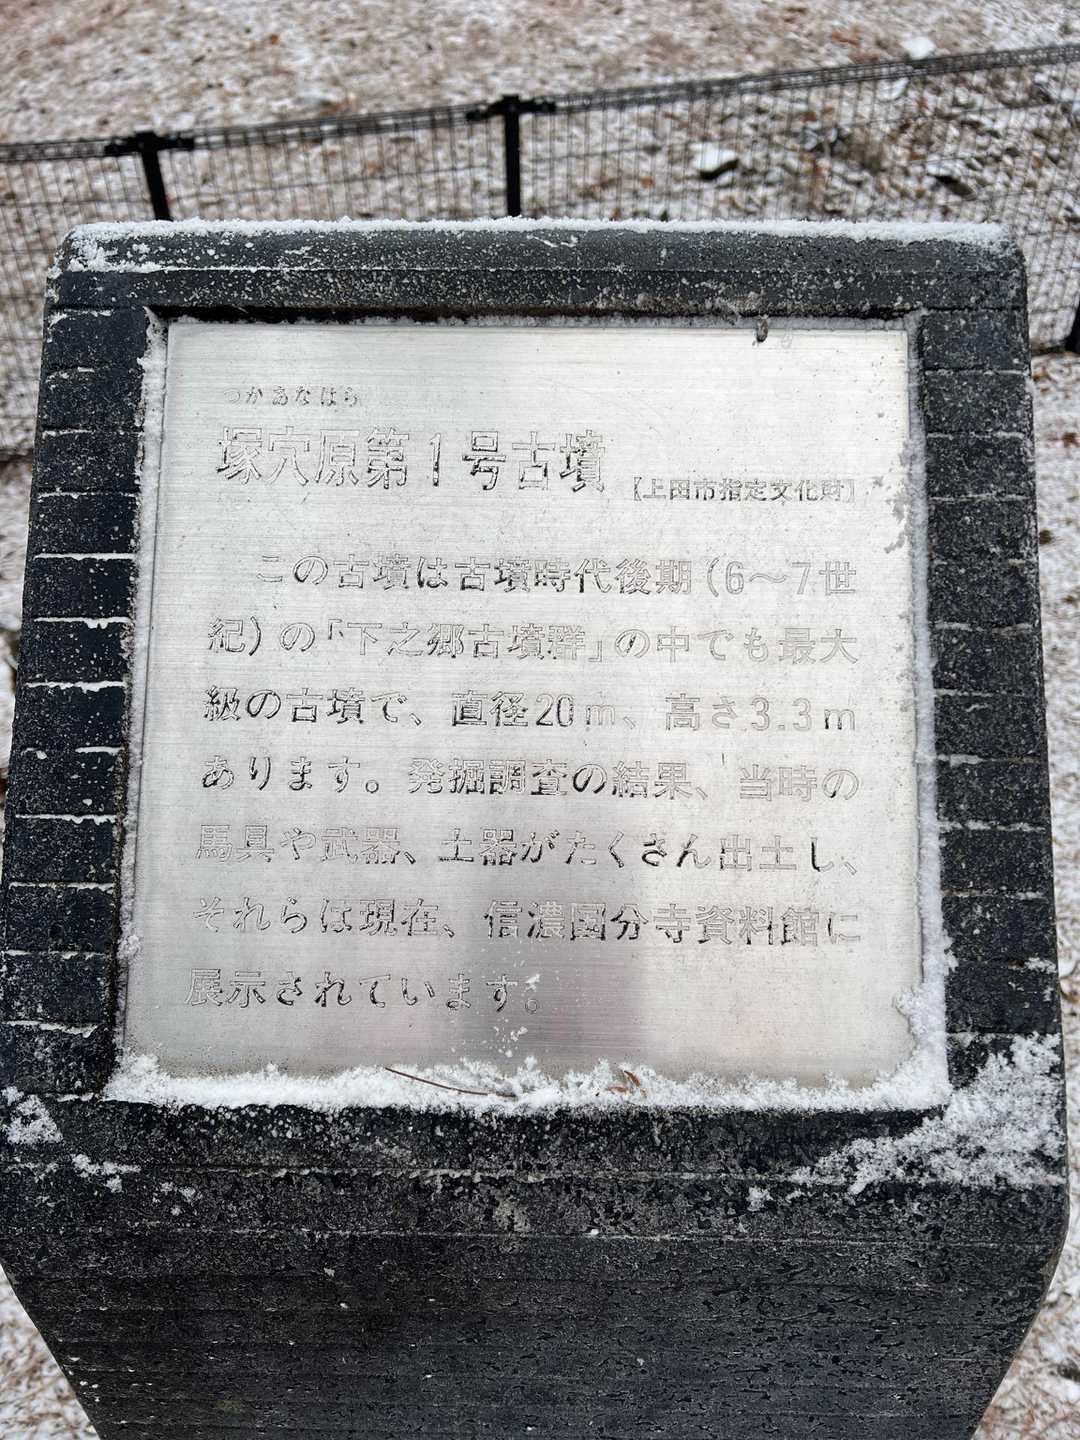 つかあなはら
塚穴原第1号古墳 【上田市指定文化財】
この古墳は古墳時代後期(6〜7世
紀)の「下之郷古墳群」の中でも最大
級の古墳で、直径20m、高さ3.3m
あります。発掘調査の結果、当時の
馬具や武器、土器がたくさん出土し、
それらは現在、信濃国分寺資料館に
展示されています。